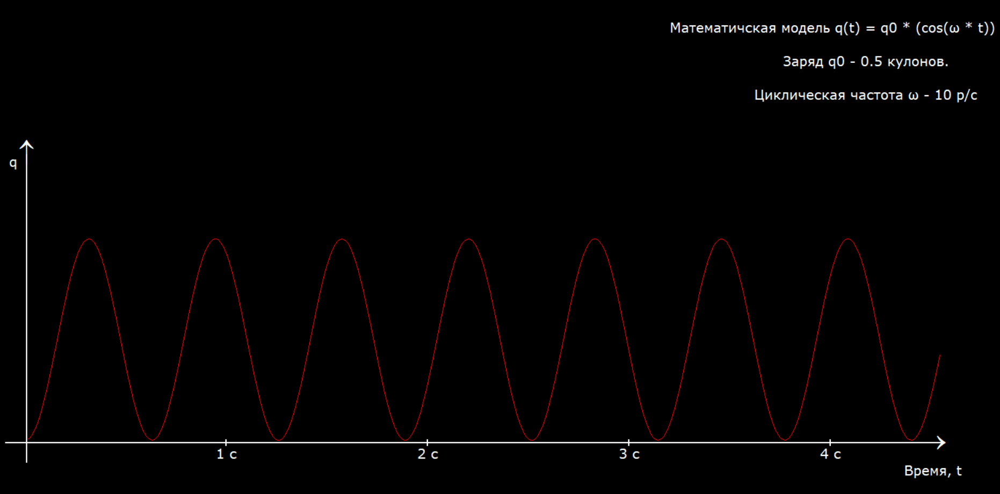 Математичская модель q(t) = q0 * (cos(ω * t))
Заряд q0 - 0.5 кулонов.
Циклическая частота ω - 10 р/с
q
1 с
2 с
3 с
4 с
Время, t